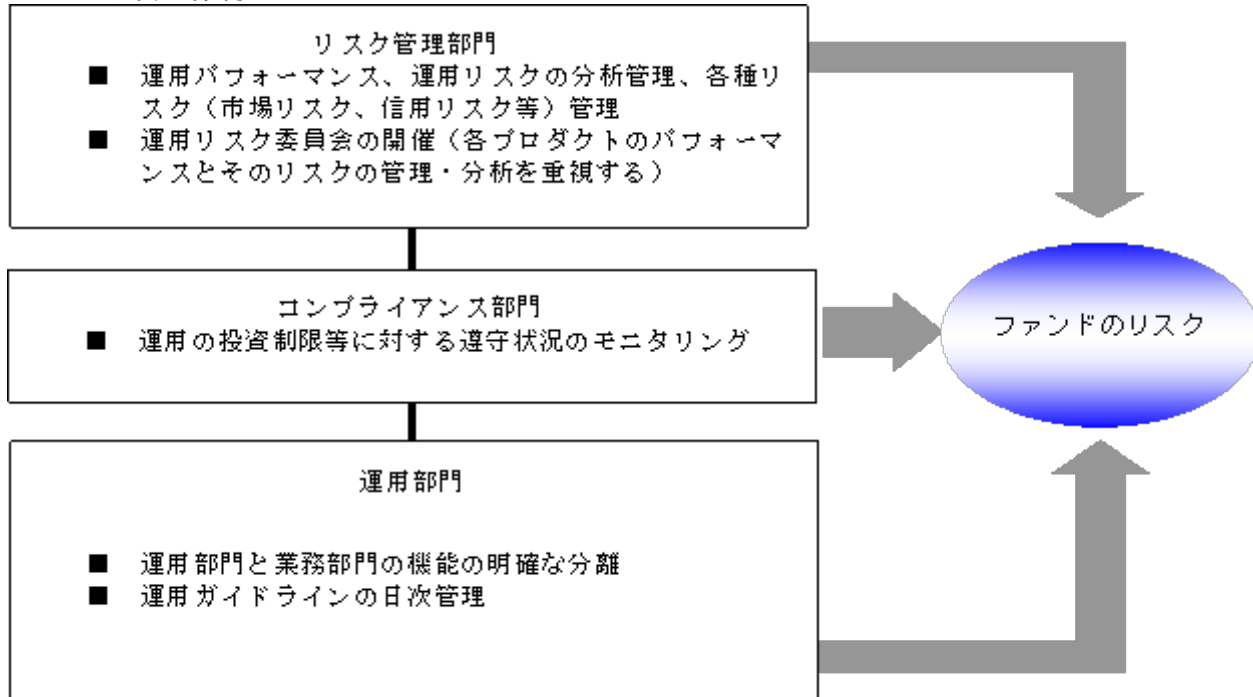 リスク管理部門
■ 運用パフォーマンス、運用リスクの分析管理、各種リ
スク（市場リスク、信用リスク等）管理
■ 運用リスク委員会の開催（各プロダクトのパフォーマ
ンスとそのリスクの管理・分析を重視する）
コンプライアンス部門
■ 運用の投資制限等に対する遵守状況のモニタリング
ファンドのリスク
運用部門
■ 運用部門と業務部門の機能の明確な分離
■ 運用ガイドラインの日次管理